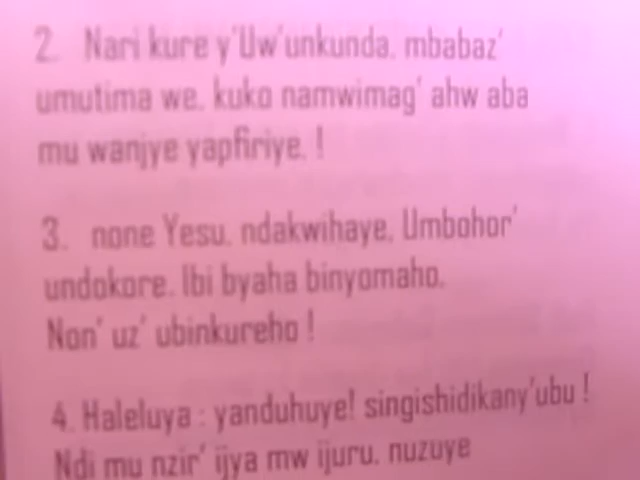 2. Nari kure y'Uw'unkunda, mbabaz'
umutima we, kuko namwimag' ahw aba
mu wanjye yapfiriye, !
3. none Yesu, ndakwihaye, Umbohor'
undokore, Ibi byaha binyomaho,
Non' uz' ubinkureho !
4. Haleluya : yanduhuye! singishidikany'ubu !
Ndi mu nzir' ijya mw ijuru, nuzuye